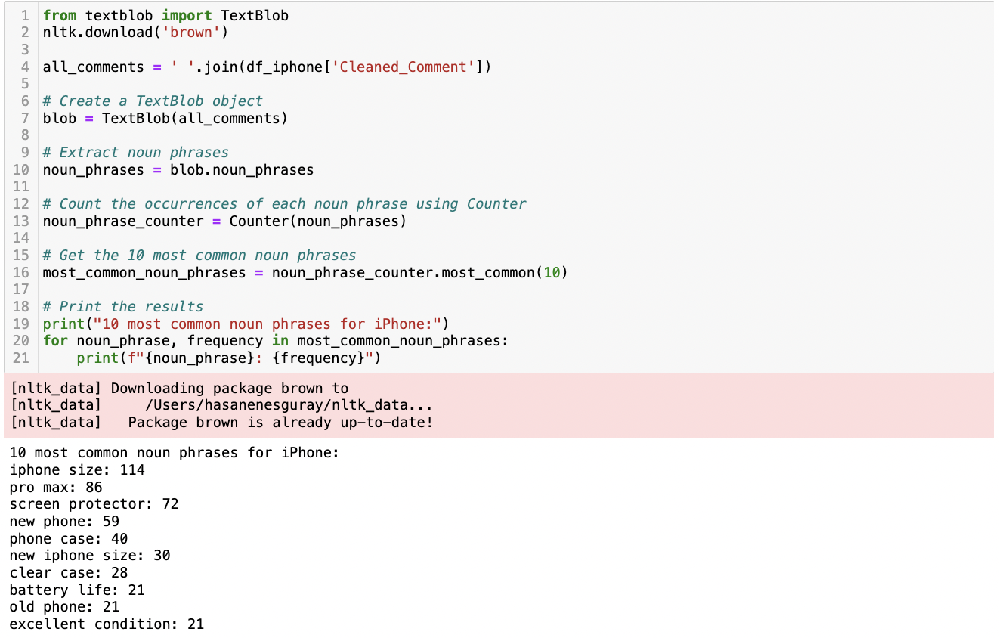 1 from textblob import TextBlob
2 nltk.download('brown')
3
4 all_comments = ' '.join(df_iphone['Cleaned_Comment'])
5
6 # Create a TextBlob object
7 blob = TextBlob(all_comments)
8
9 # Extract noun phrases
10 noun_phrases = blob.noun_phrases
11
12 # Count the occurrences of each noun phrase using Counter
13 noun_phrase_counter = Counter(noun_phrases)
14
15 # Get the 10 most common noun phrases
16 most_common_noun_phrases = noun_phrase_counter.most_common(10)
17
18 # Print the results
19 print("10 most common noun phrases for iPhone:")
20 for noun_phrase, frequency in most_common_noun_phrases:
21     print(f"{noun_phrase}: {frequency}")
[nltk_data] Downloading package brown to
[nltk_data]     /Users/hasanenesguray/nltk_data...
[nltk_data]   Package brown is already up-to-date!
10 most common noun phrases for iPhone:
iphone size: 114
pro max: 86
screen protector: 72
new phone: 59
phone case: 40
new iphone size: 30
clear case: 28
battery life: 21
old phone: 21
excellent condition: 21